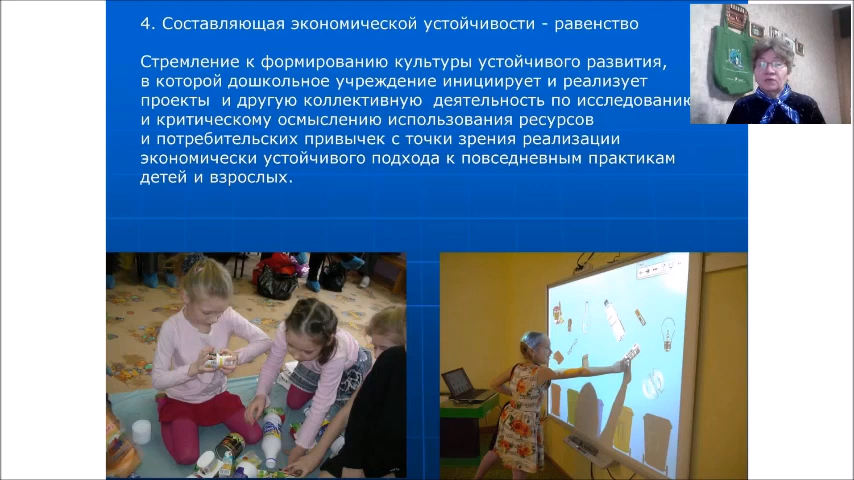 4. Составляющая экономической устойчивости - равенство
Стремление к формированию культуры устойчивого развития,
в которой дошкольное учреждение инициирует и реализует
проекты и другую коллективную деятельность по исследованию
и критическому осмыслению использования ресурсов
и потребительских привычек с точки зрения реализации
экономически устойчивого подхода к повседневным практикам
детей и взрослых.